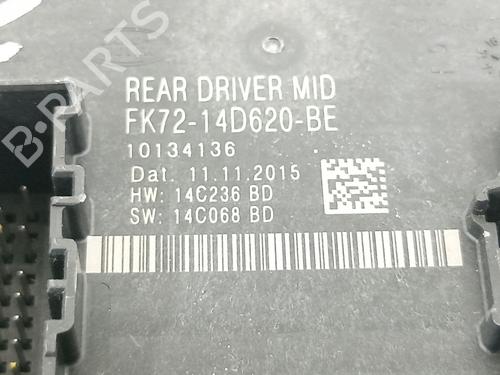 REAR DRIVER MID
FK72-14D620-BE
10134136
Dat. 11.11.2015
HW: 14C236 BD
SW: 14C068 BD
B-PARTS